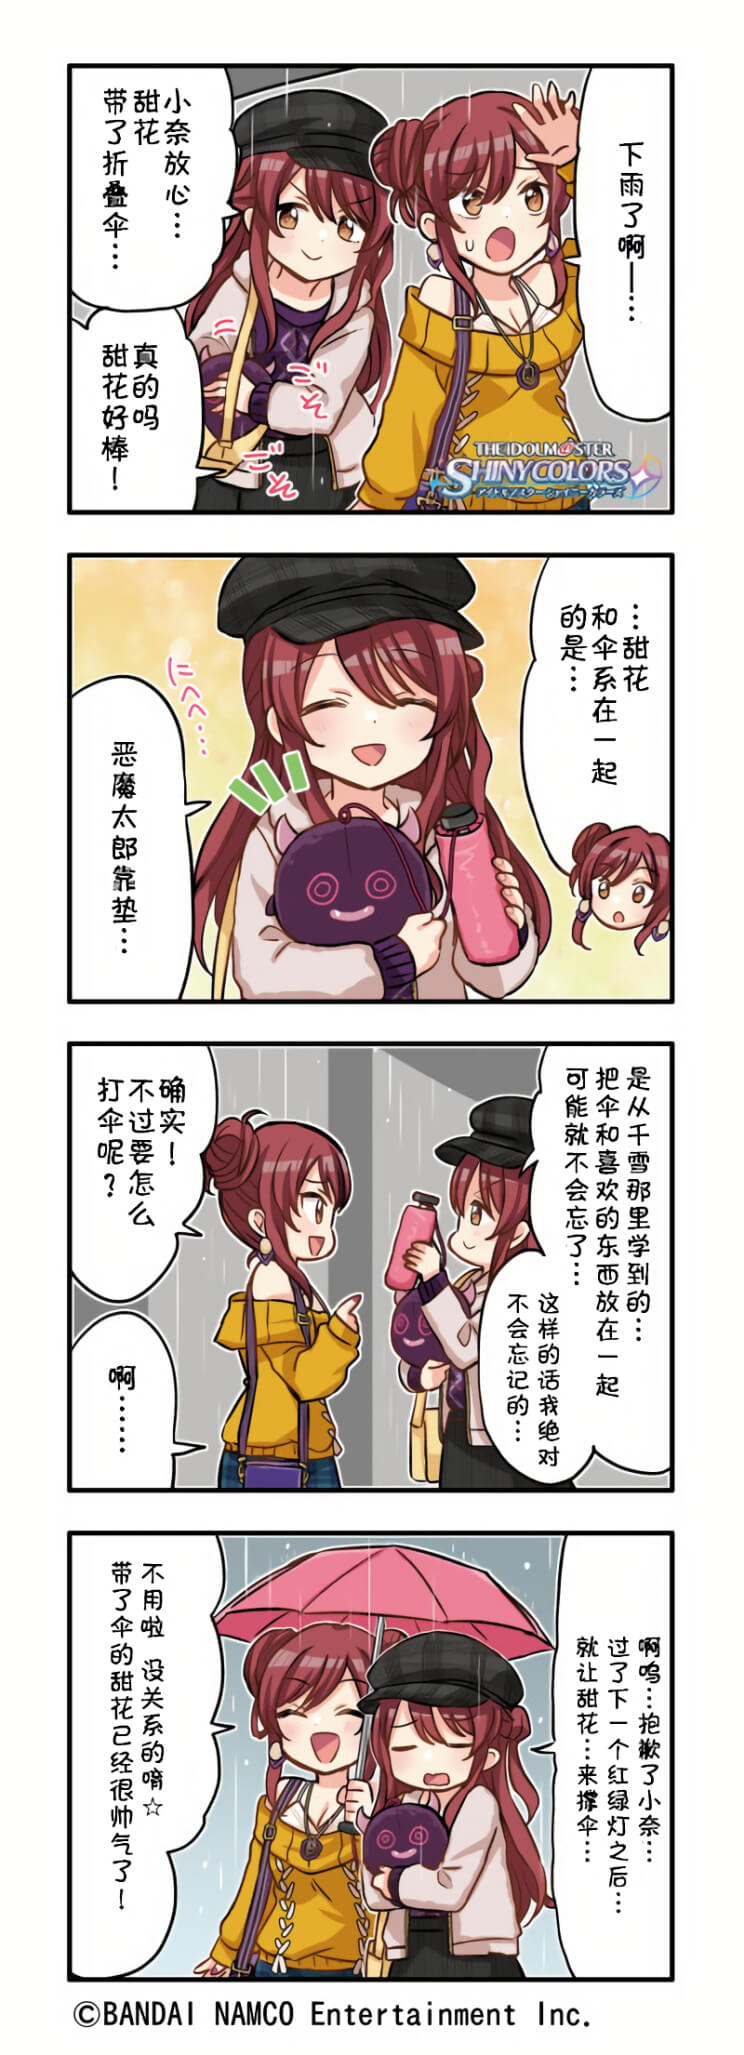 下雨了啊——…
小奈放心…
甜花
带了折叠伞…
真的吗
甜花好棒！
ごそ
ごそ
THE IDOLM@STER
SHINYCOLORS
アイドルマスターシャイニーカラーズ
…甜花
和伞系在一起
的是…
にへへ…
恶魔太郎靠垫…
是从千雪那里学到的…
把伞和喜欢的东西放在一起
可能就不会忘了…
这样的话我绝对
不会忘记的…
确实！
不过要怎么
打伞呢？
啊……
啊呜…抱歉了小奈…
过了下一个红绿灯之后…
就让甜花…来撑伞…
不用啦 没关系的唷☆
带了伞的甜花已经很帅气了！
©BANDAI NAMCO Entertainment Inc.